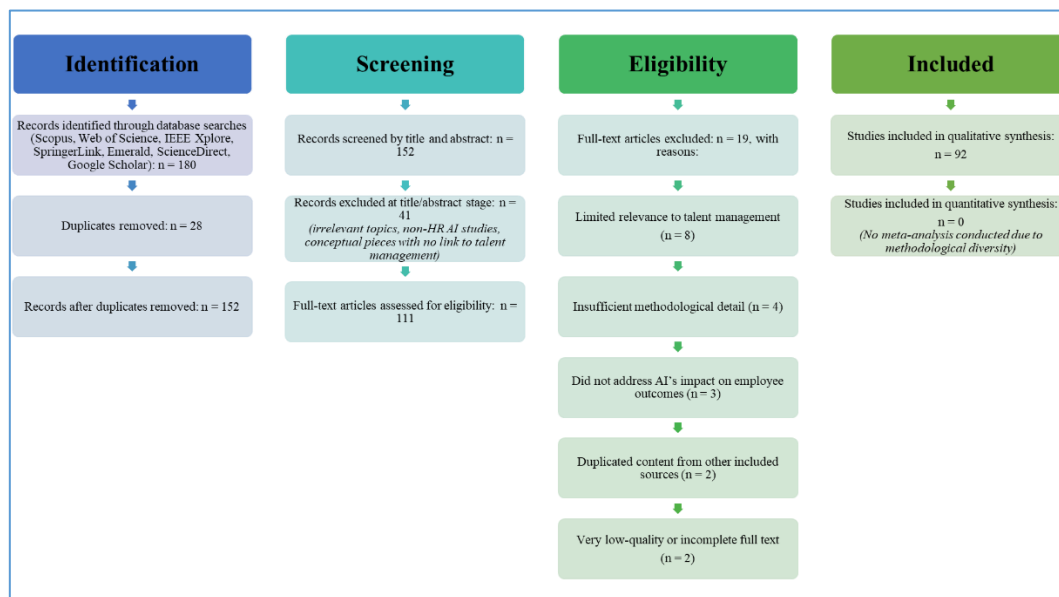 Identification
Records identified through database searches
(Scopus, Web of Science, IEEE Xplore,
SpringerLink, Emerald, ScienceDirect,
Google Scholar): n = 180
Duplicates removed: n = 28
Records after duplicates removed: n = 152
Screening
Records screened by title and abstract: n =
152
Records excluded at title/abstract stage: n =
41
(irrelevant topics, non-HR AI studies,
conceptual pieces with no link to talent
management)
Full-text articles assessed for eligibility: n =
111
Eligibility
Full-text articles excluded: n = 19, with
reasons:
Limited relevance to talent management
(n = 8)
Insufficient methodological detail (n = 4)
Did not address AI’s impact on employee
outcomes (n = 3)
Duplicated content from other included
sources (n = 2)
Very low-quality or incomplete full text
(n = 2)
Included
Studies included in qualitative synthesis:
n = 92
Studies included in quantitative synthesis:
n = 0
(No meta-analysis conducted due to
methodological diversity)